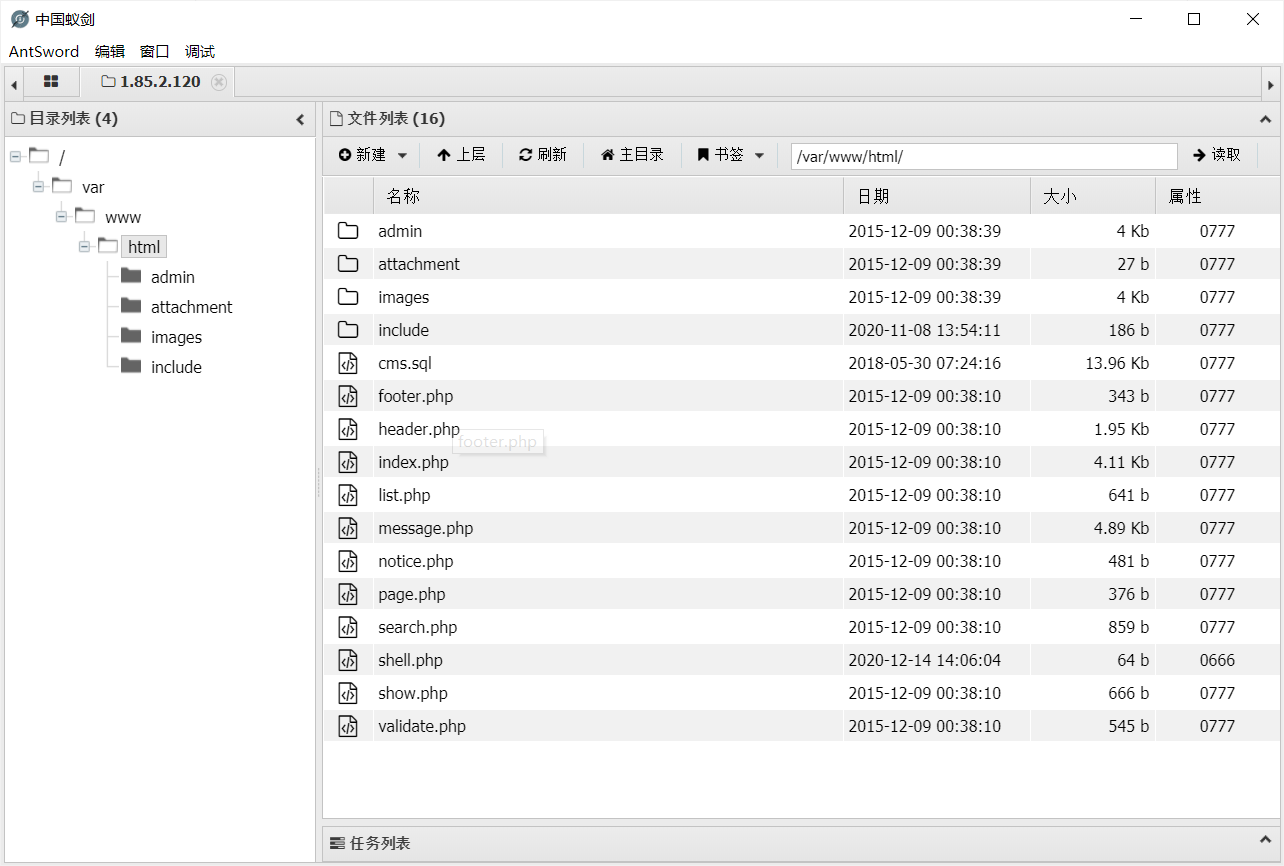 中国蚁剑
AntSword 编辑 窗口 调试
1.85.2.120
目录列表 (4)
/
var
www
html
admin
attachment
images
include
文件列表 (16)
新建 上层 刷新 主目录 书签 /var/www/html/ 读取
名称 日期 大小 属性
admin 2015-12-09 00:38:39 4 Kb 0777
attachment 2015-12-09 00:38:39 27 b 0777
images 2015-12-09 00:38:39 4 Kb 0777
include 2020-11-08 13:54:11 186 b 0777
cms.sql 2018-05-30 07:24:16 13.96 Kb 0777
footer.php 2015-12-09 00:38:10 343 b 0777
header.php 2015-12-09 00:38:10 1.95 Kb 0777
footer.php
index.php 2015-12-09 00:38:10 4.11 Kb 0777
list.php 2015-12-09 00:38:10 641 b 0777
message.php 2015-12-09 00:38:10 4.89 Kb 0777
notice.php 2015-12-09 00:38:10 481 b 0777
page.php 2015-12-09 00:38:10 376 b 0777
search.php 2015-12-09 00:38:10 859 b 0777
shell.php 2020-12-14 14:06:04 64 b 0666
show.php 2015-12-09 00:38:10 666 b 0777
validate.php 2015-12-09 00:38:10 545 b 0777
任务列表